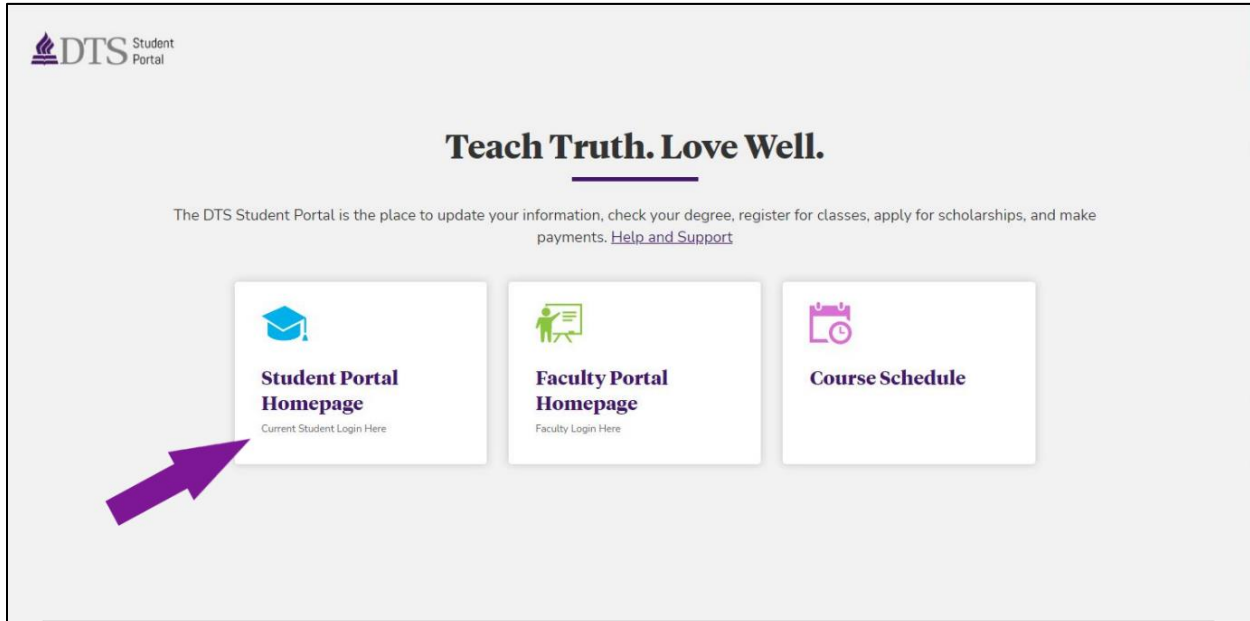 DTS Student
Portal
Teach Truth. Love Well.
The DTS Student Portal is the place to update your information, check your degree, register for classes, apply for scholarships, and make
payments. Help and Support
Student Portal
Homepage
Current Student Login Here
Faculty Portal
Homepage
Faculty Login Here
Course Schedule